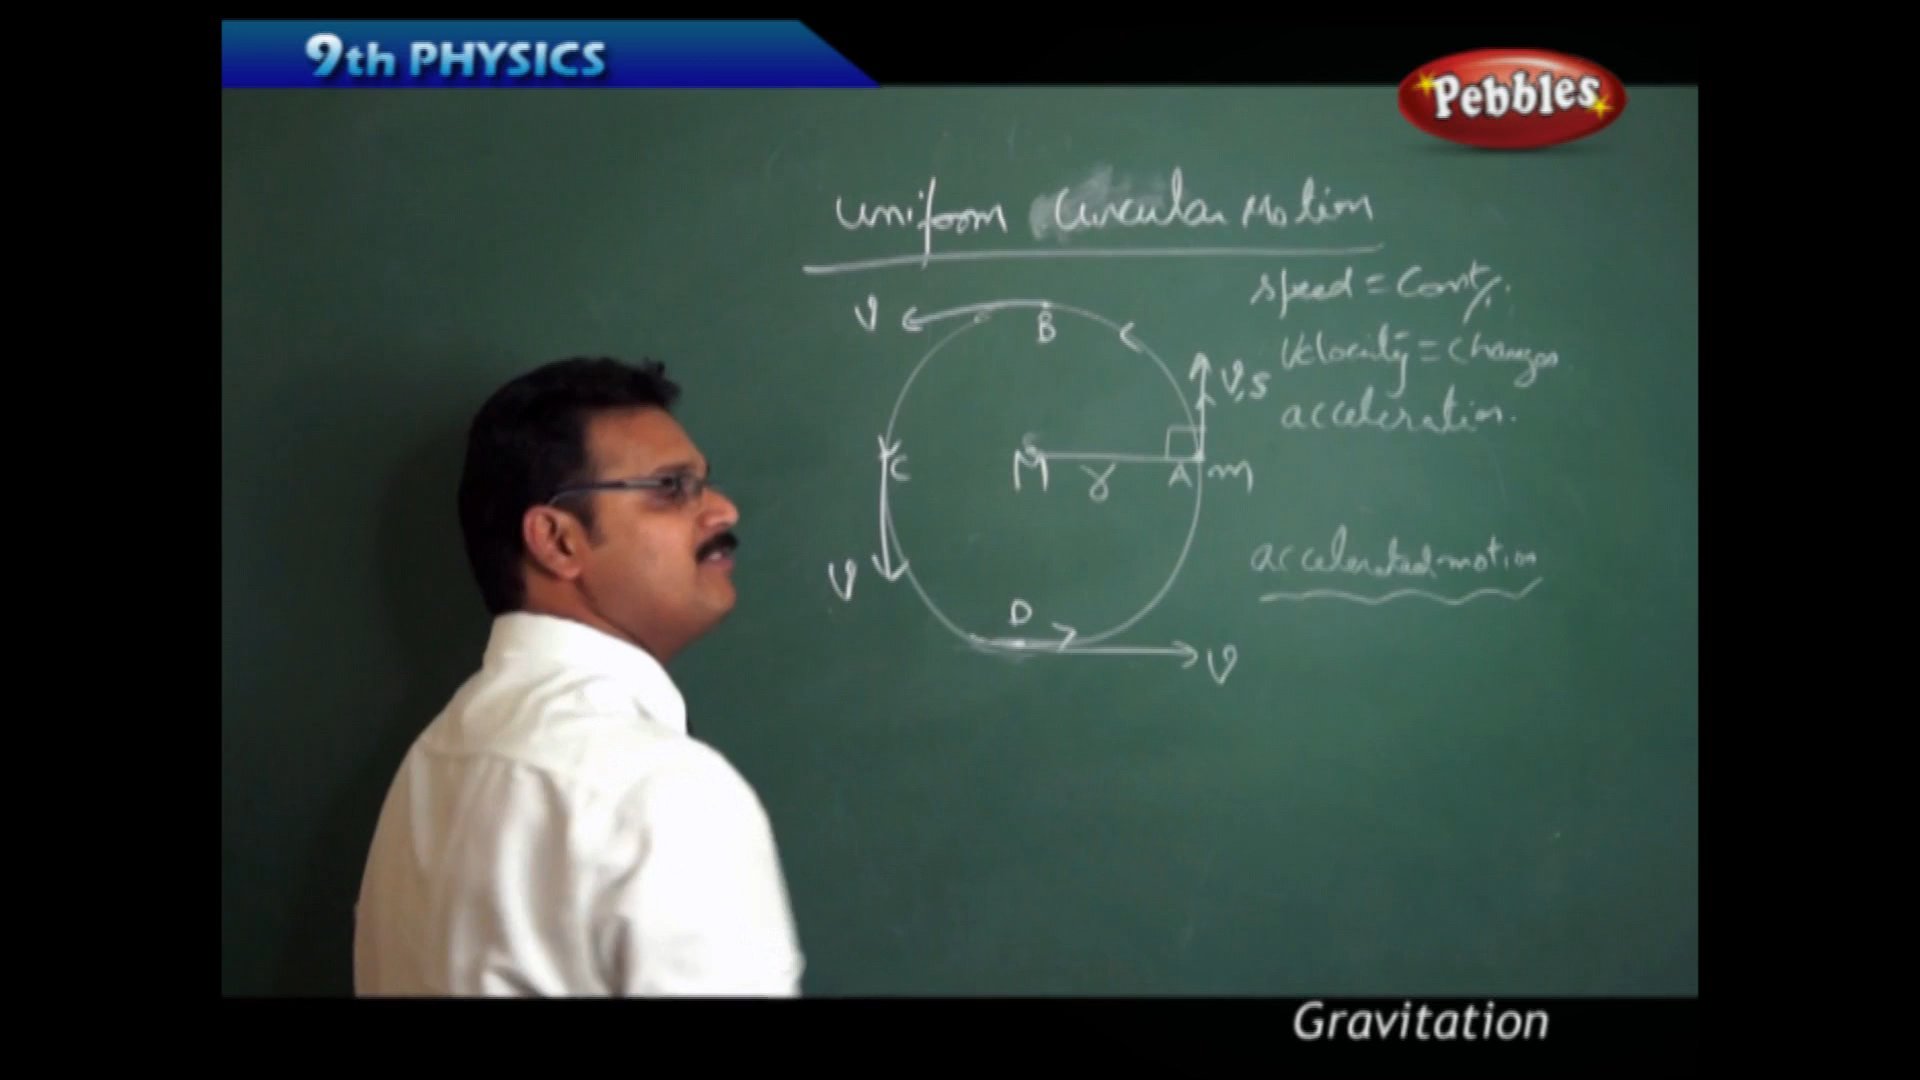 9th PHYSICS
Pebbles
Uniform Circular Motion
speed = Const/.
Velocity = changes
acceleration.
V
B
V, s
C
M r A m
accelerated motion
V
D
V
Gravitation